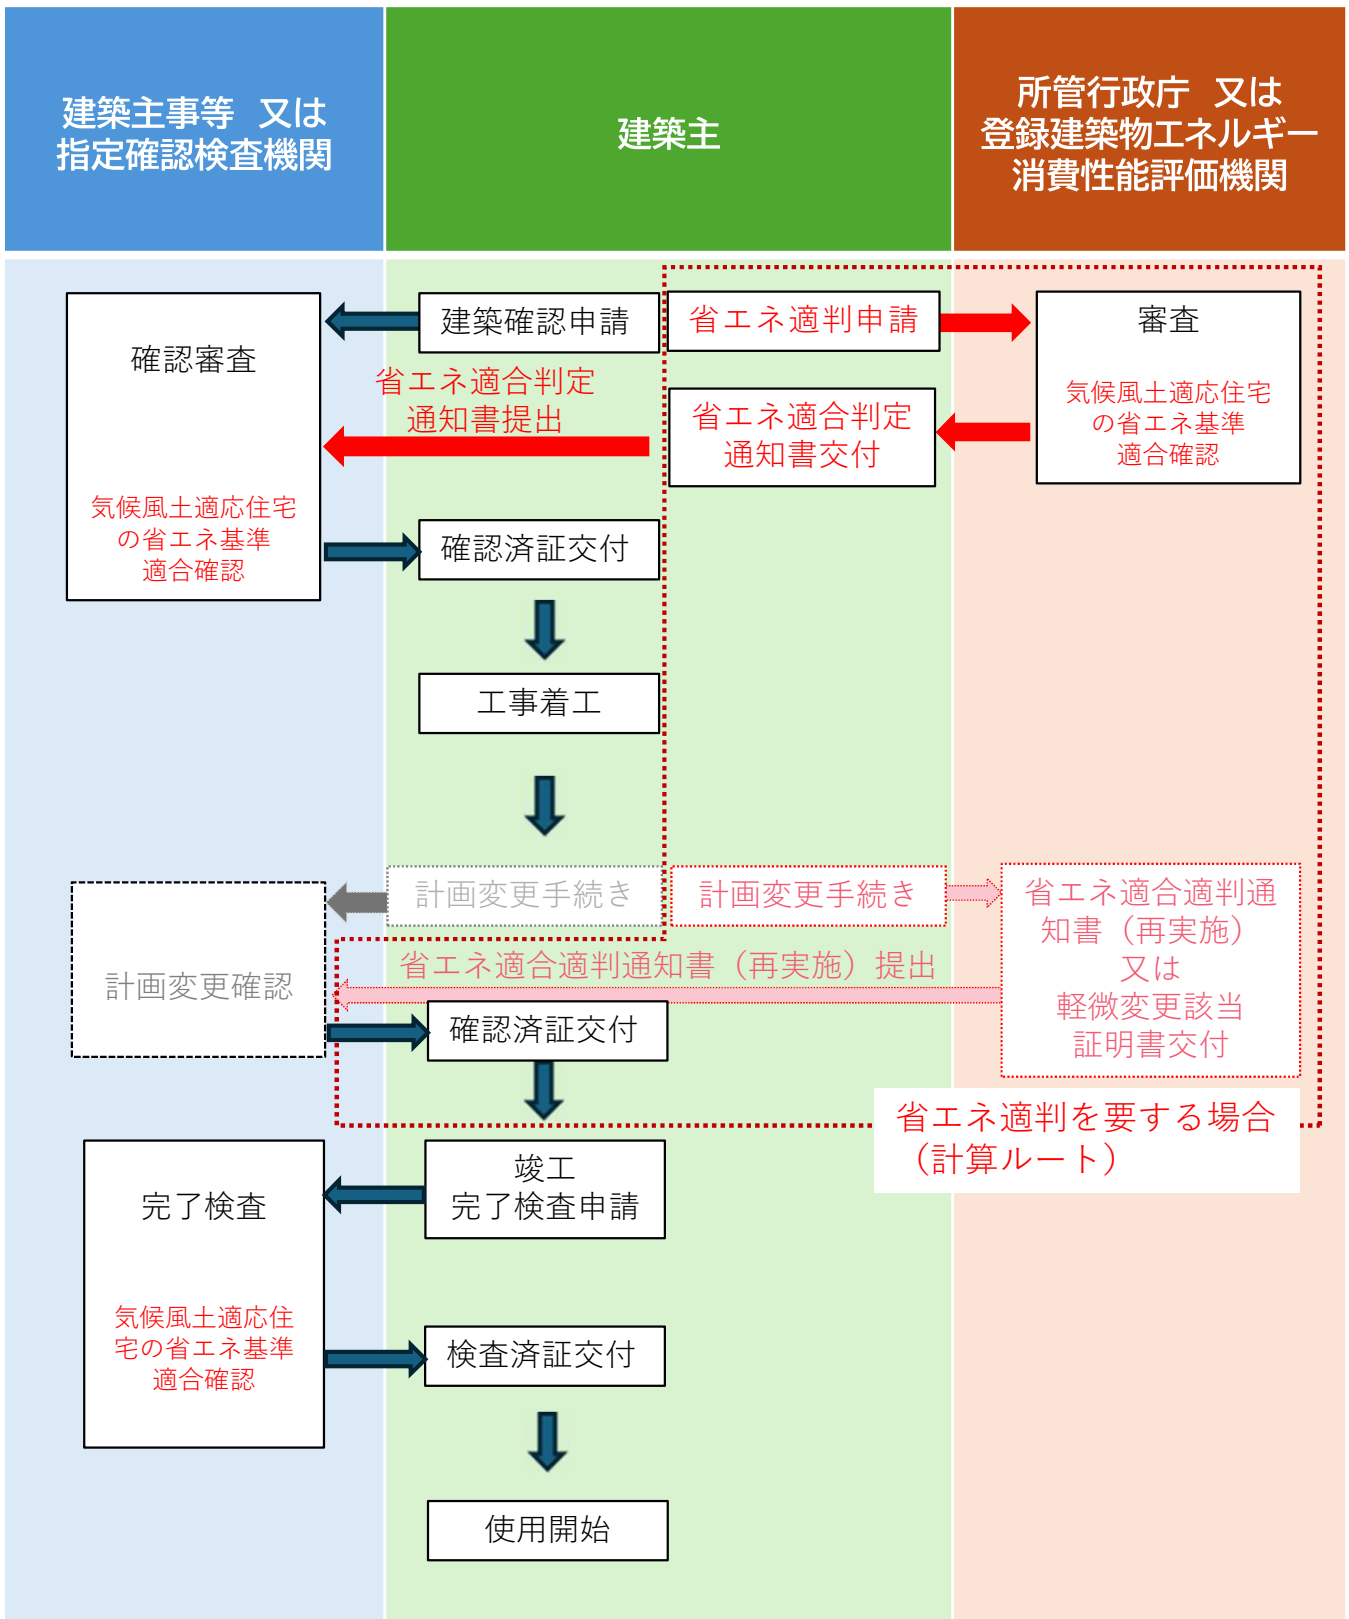 建築主事等　又は
指定確認検査機関
建築主
所管行政庁　又は
登録建築物エネルギー
消費性能評価機関
建築確認申請
省エネ適判申請
審査
気候風土適応住宅
の省エネ基準
適合確認
確認審査
気候風土適応住宅
の省エネ基準
適合確認
省エネ適合判定
通知書提出
省エネ適合判定
通知書交付
確認済証交付
工事着工
計画変更手続き
計画変更手続き
省エネ適合適判通
知書（再実施）
又は
軽微変更該当
証明書交付
計画変更確認
省エネ適合適判通知書（再実施）提出
確認済証交付
省エネ適判を要する場合
（計算ルート）
竣工
完了検査申請
完了検査
気候風土適応住
宅の省エネ基準
適合確認
検査済証交付
使用開始